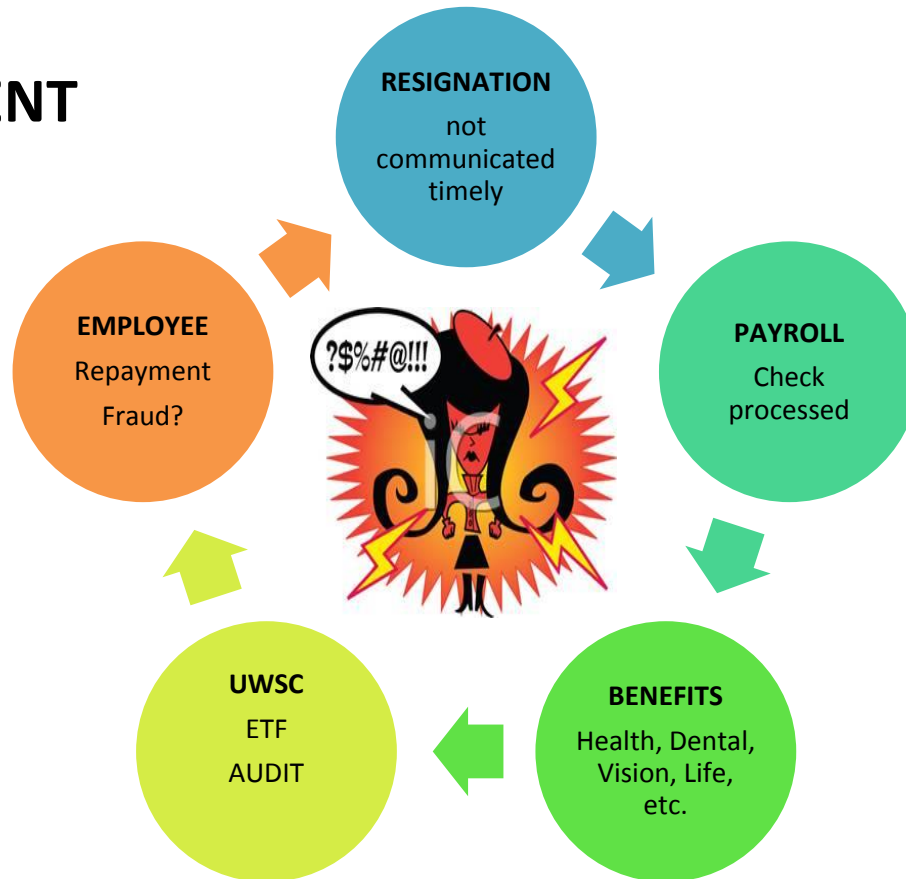 ENT
RESIGNATION
not
communicated
timely
PAYROLL
Check
processed
BENEFITS
Health, Dental,
Vision, Life,
etc.
UWSC
ETF
AUDIT
EMPLOYEE
Repayment
Fraud?
?$%#@!!!
iC